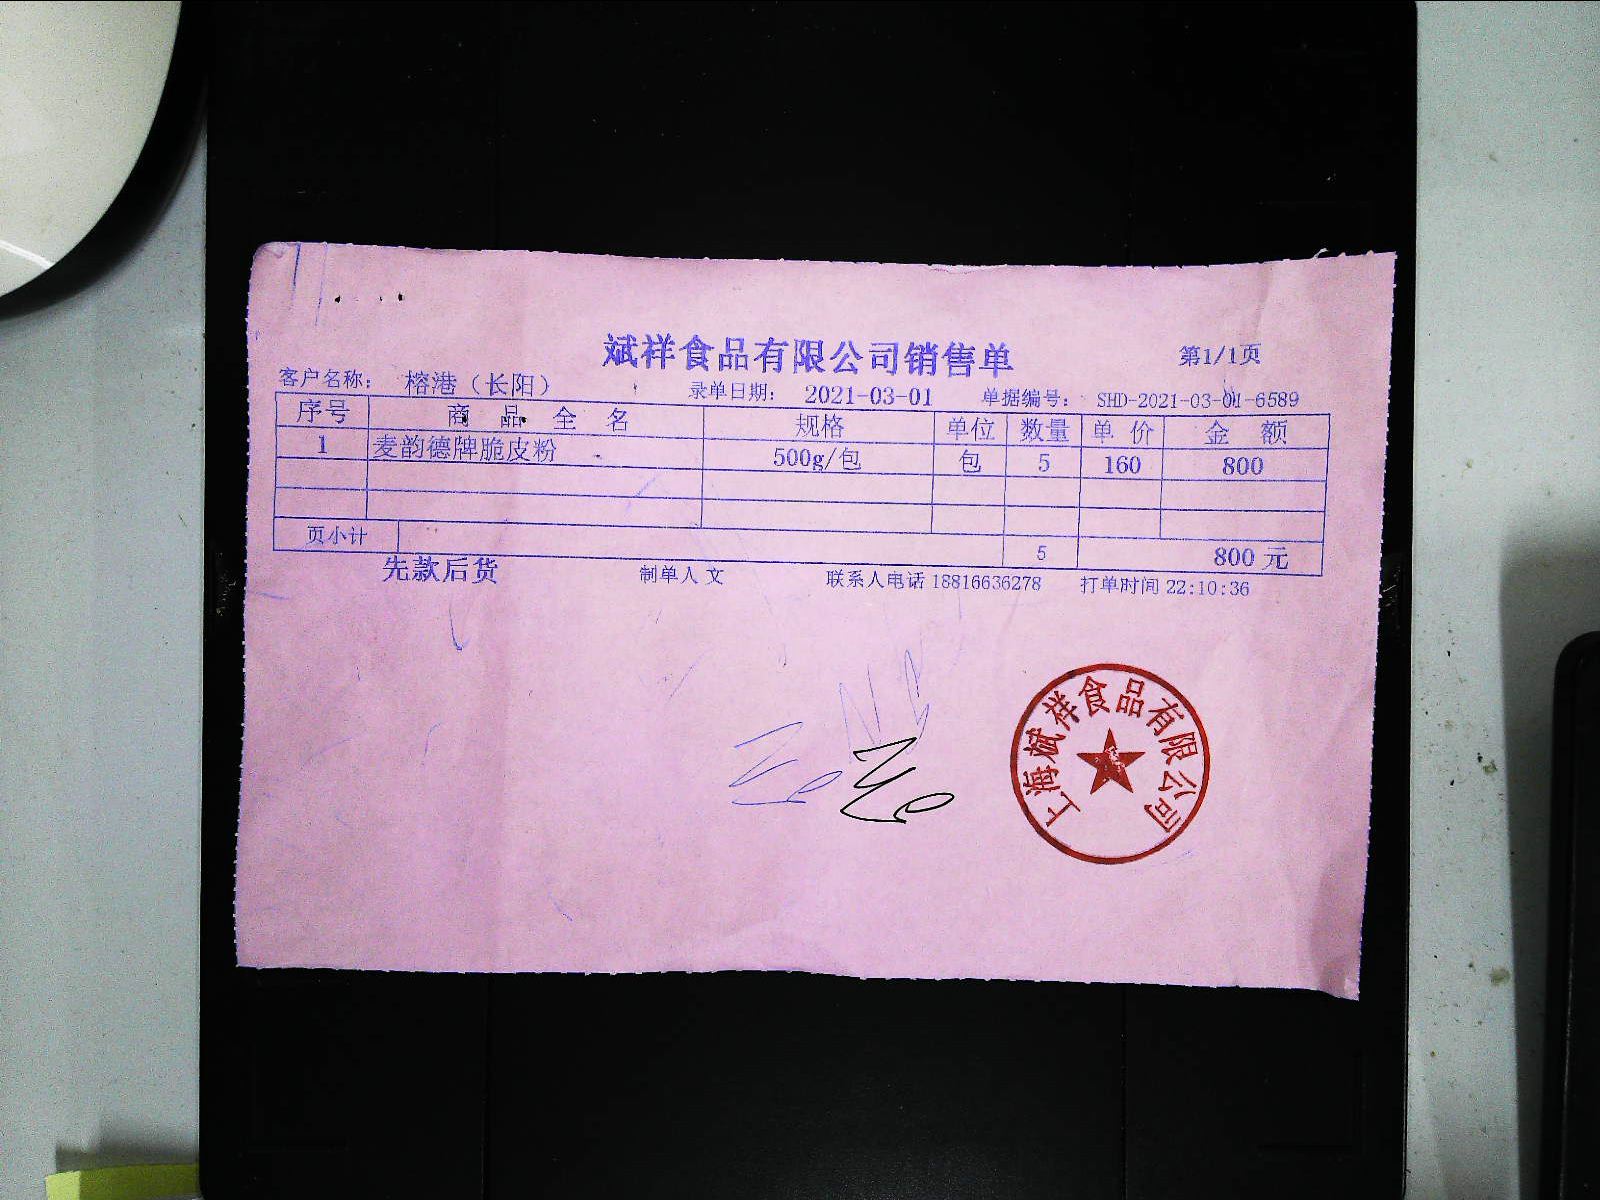 斌祥食品有限公司销售单
第1/1页
客户名称： 榕港（长阳） 录单日期： 2021-03-01 单据编号： SHD-2021-03-01-6589
序号 商品全名 规格 单位 数量 单价 金额
1 麦韵德牌脆皮粉 500g/包 包 5 160 800
页小计 5 800 元
先款后货 制单人 文 联系人电话 18816636278 打单时间 22:10:36
上海斌祥食品有限公司